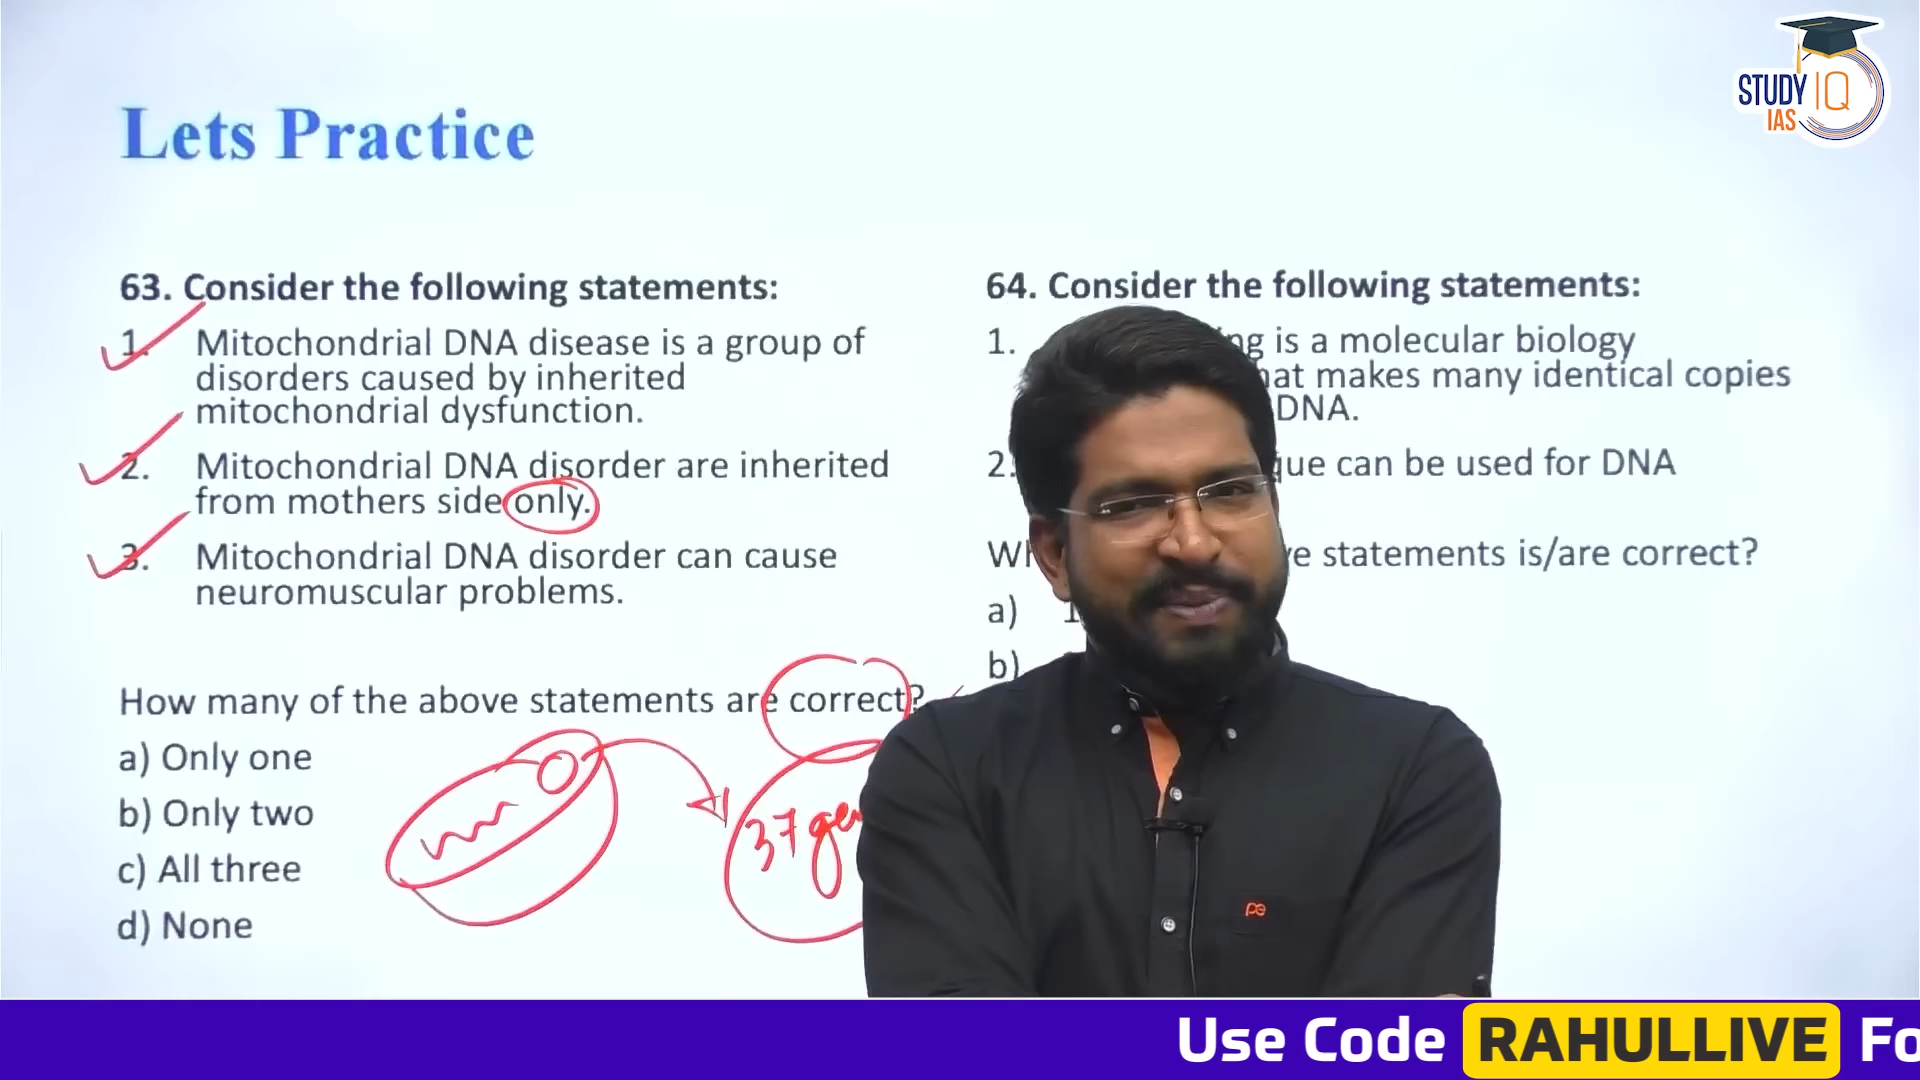 STUDY IQ
IAS
Lets Practice
63. Consider the following statements:
1. Mitochondrial DNA disease is a group of
disorders caused by inherited
mitochondrial dysfunction.
2. Mitochondrial DNA disorder are inherited
from mothers side only.
3. Mitochondrial DNA disorder can cause
neuromuscular problems.
How many of the above statements are correct?
a) Only one
b) Only two
c) All three
d) None
37
64. Consider the following statements:
1. is a molecular biology
makes many identical copies
DNA.
2. can be used for DNA
statements is/are correct?
a)
b)
pe
Use Code RAHULLIVE